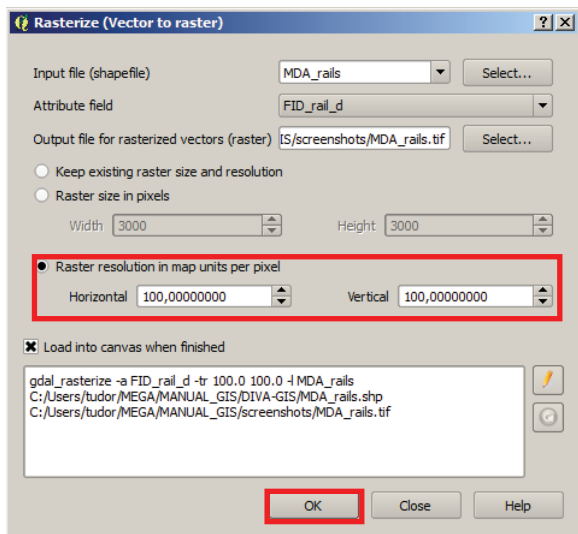 Rasterize (Vector to raster)
Input file (shapefile) MDA_rails Select...
Attribute field FID_rail_d
Output file for rasterized vectors (raster) IS/screenshots/MDA_rails.tif Select...
Keep existing raster size and resolution
Raster size in pixels
Width 3000 Height 3000
Raster resolution in map units per pixel
Horizontal 100,00000000 Vertical 100,00000000
Load into canvas when finished
gdal_rasterize -a FID_rail_d -tr 100.0 100.0 -l MDA_rails
C:/Users/tudor/MEGA/MANUAL_GIS/DIVA-GIS/MDA_rails.shp
C:/Users/tudor/MEGA/MANUAL_GIS/screenshots/MDA_rails.tif
OK Close Help